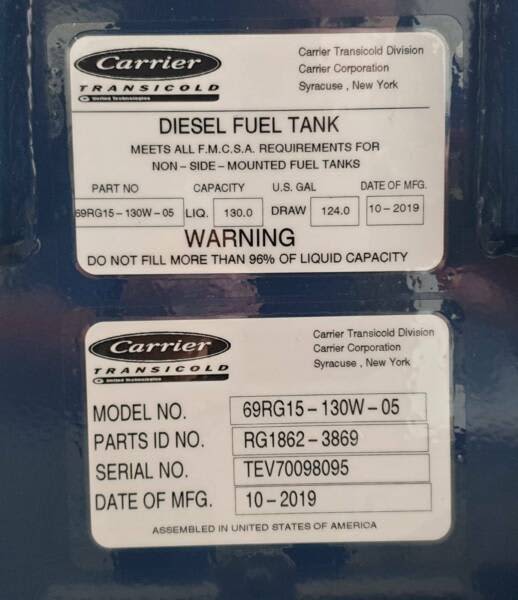 Carrier
TRANSICOLD
United Technologies
Carrier Transicold Division
Carrier Corporation
Syracuse , New York
DIESEL FUEL TANK
MEETS ALL F.M.C.S.A. REQUIREMENTS FOR
NON-SIDE-MOUNTED FUEL TANKS
PART NO CAPACITY U.S. GAL DATE OF MFG.
69RG15-130W-05 LIQ. 130.0 DRAW 124.0 10-2019
WARNING
DO NOT FILL MORE THAN 96% OF LIQUID CAPACITY
Carrier
TRANSICOLD
United Technologies
Carrier Transicold Division
Carrier Corporation
Syracuse , New York
MODEL NO. 69RG15-130W-05
PARTS ID NO. RG1862-3869
SERIAL NO. TEV70098095
DATE OF MFG. 10-2019
ASSEMBLED IN UNITED STATES OF AMERICA